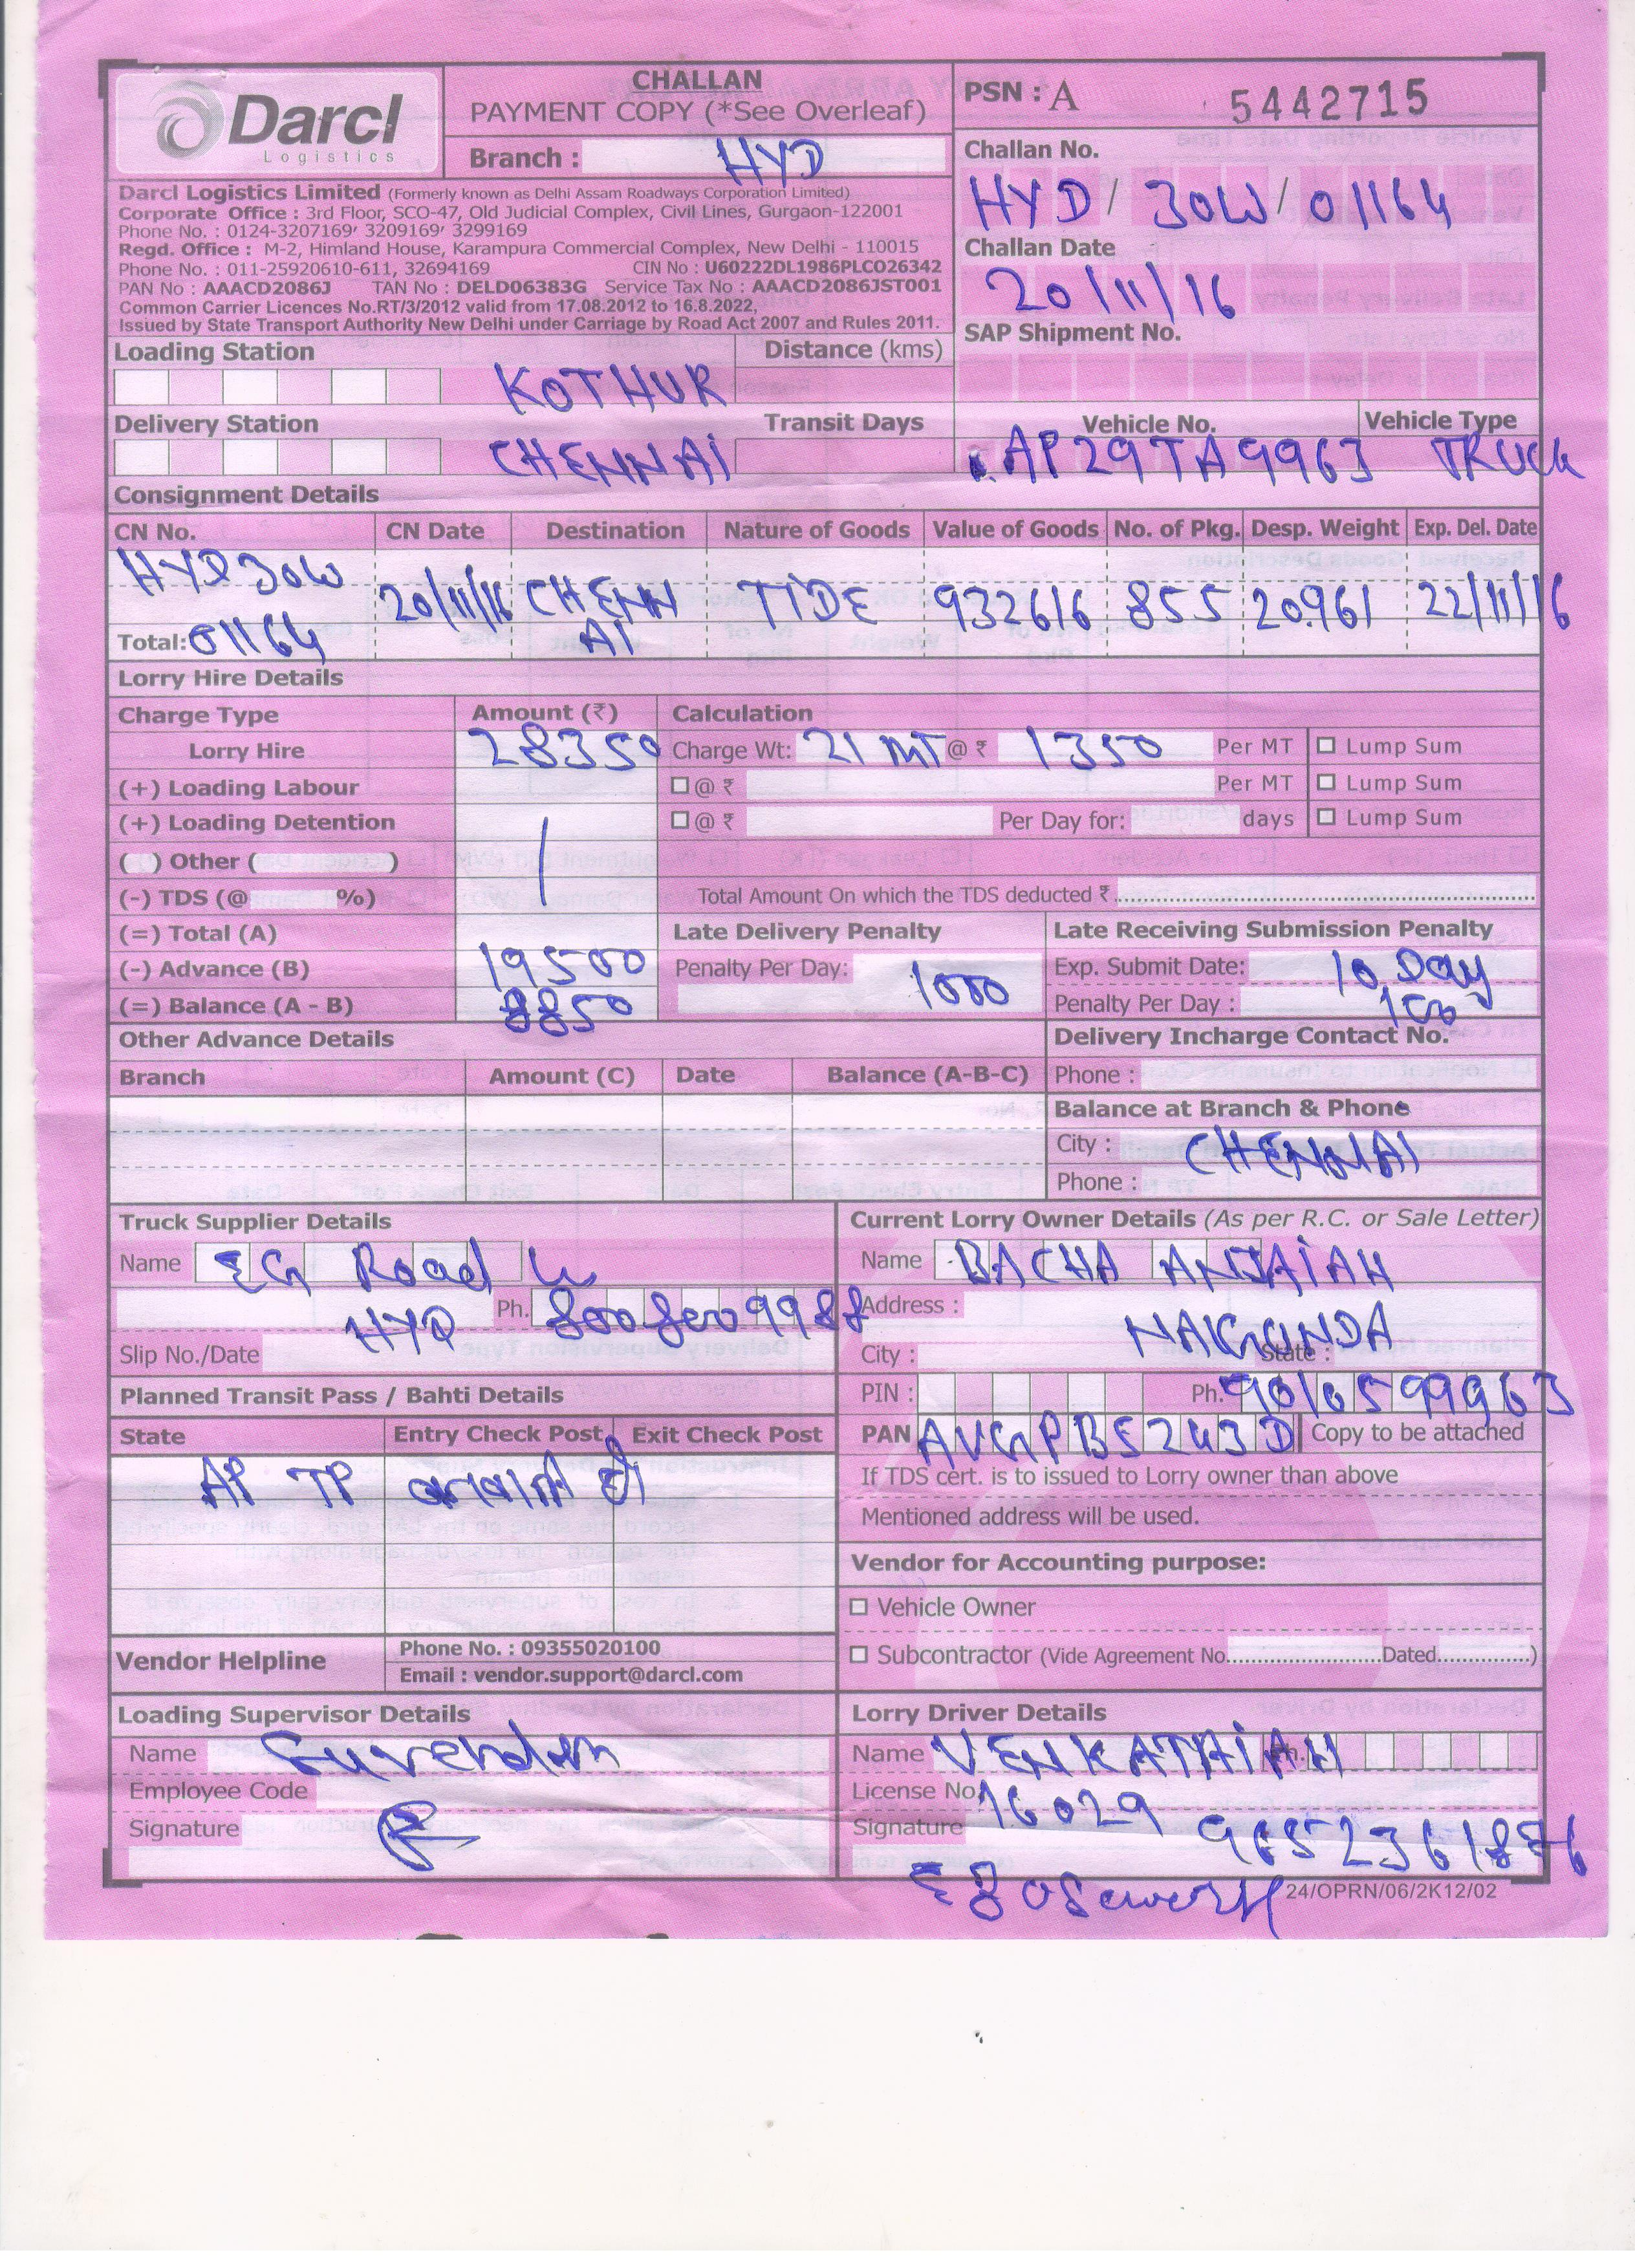 Darcl
Logistics
CHALLAN
PAYMENT COPY (*See Overleaf)
Branch : HYD
PSN : A 5442715
Challan No.
HYD / 30W / 01164
Challan Date
20/11/16
SAP Shipment No.
Darcl Logistics Limited (Formerly known as Delhi Assam Roadways Corporation Limited)
Corporate Office : 3rd Floor, SCO-47, Old Judicial Complex, Civil Lines, Gurgaon-122001
Phone No. : 0124-3207169, 3209169, 3299169
Regd. Office : M-2, Himland House, Karampura Commercial Complex, New Delhi - 110015
Phone No. : 011-25920610-611, 32694169 CIN No : U60222DL1986PLCO26342
PAN No : AAACD2086J TAN No : DELD06383G Service Tax No : AAACD2086JST001
Common Carrier Licences No.RT/3/2012 valid from 17.08.2012 to 16.8.2022,
Issued by State Transport Authority New Delhi under Carriage by Road Act 2007 and Rules 2011.
Loading Station Distance (kms)
KOTHUR
Delivery Station Transit Days Vehicle No. Vehicle Type
CHENNAI AP29TA9963 TRUCK
Consignment Details
CN No. CN Date Destination Nature of Goods Value of Goods No. of Pkg. Desp. Weight Exp. Del. Date
HYD30W 20/11/16 CHENN TIDE 932616 855 20.961 22/11/16
Total: 01164 AI
Lorry Hire Details
Charge Type Amount (₹) Calculation
Lorry Hire 28350 Charge Wt: 21 MT @ ₹ 1350 Per MT Lump Sum
(+) Loading Labour @ ₹ Per MT Lump Sum
(+) Loading Detention @ ₹ Per Day for: days Lump Sum
( ) Other ( )
(-) TDS (@ %) Total Amount On which the TDS deducted ₹
(=) Total (A) Late Delivery Penalty Late Receiving Submission Penalty
(-) Advance (B) 19500 Penalty Per Day: 1000 Exp. Submit Date: 10 Day
(=) Balance (A - B) 8850 Penalty Per Day : 100
Other Advance Details Delivery Incharge Contact No.
Branch Amount (C) Date Balance (A-B-C) Phone :
Balance at Branch & Phone
City : CHENNAI
Phone :
Truck Supplier Details
Name EG Road
HYD Ph. 8008009988
Slip No./Date
Current Lorry Owner Details (As per R.C. or Sale Letter)
Name BACHA ANJAIAH
Address :
NALGUNDA
City : State :
PIN : Ph. 9010599963
PAN AVGPB5243D Copy to be attached
If TDS cert. is to issued to Lorry owner than above
Mentioned address will be used.
Planned Transit Pass / Bahti Details
State Entry Check Post Exit Check Post
AP TP
Vendor for Accounting purpose:
Vehicle Owner
Subcontractor (Vide Agreement No. Dated )
Vendor Helpline
Phone No. : 09355020100
Email : vendor.support@darcl.com
Loading Supervisor Details
Name
Employee Code
Signature
Lorry Driver Details
Name VENKATAIAH Ph.
License No. 16029
Signature
24/OPRN/06/2K12/02